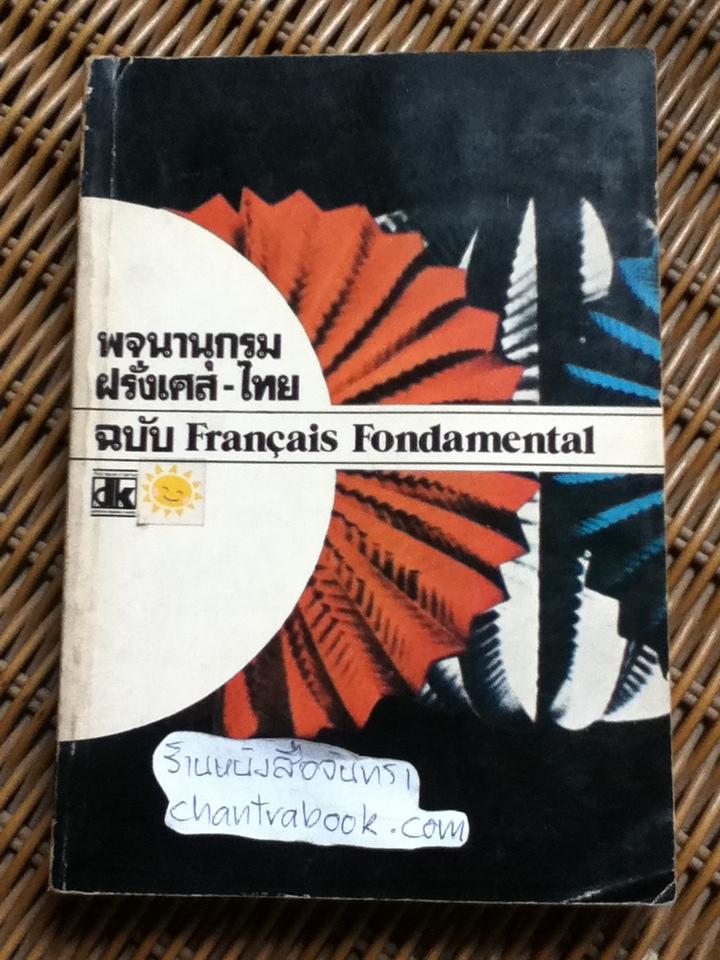 พจนานุกรม
ฝรั่งเศส-ไทย
ฉบับ Français Fondamental
dk
ร้านหนังสือจันทรา
chantrabook.com